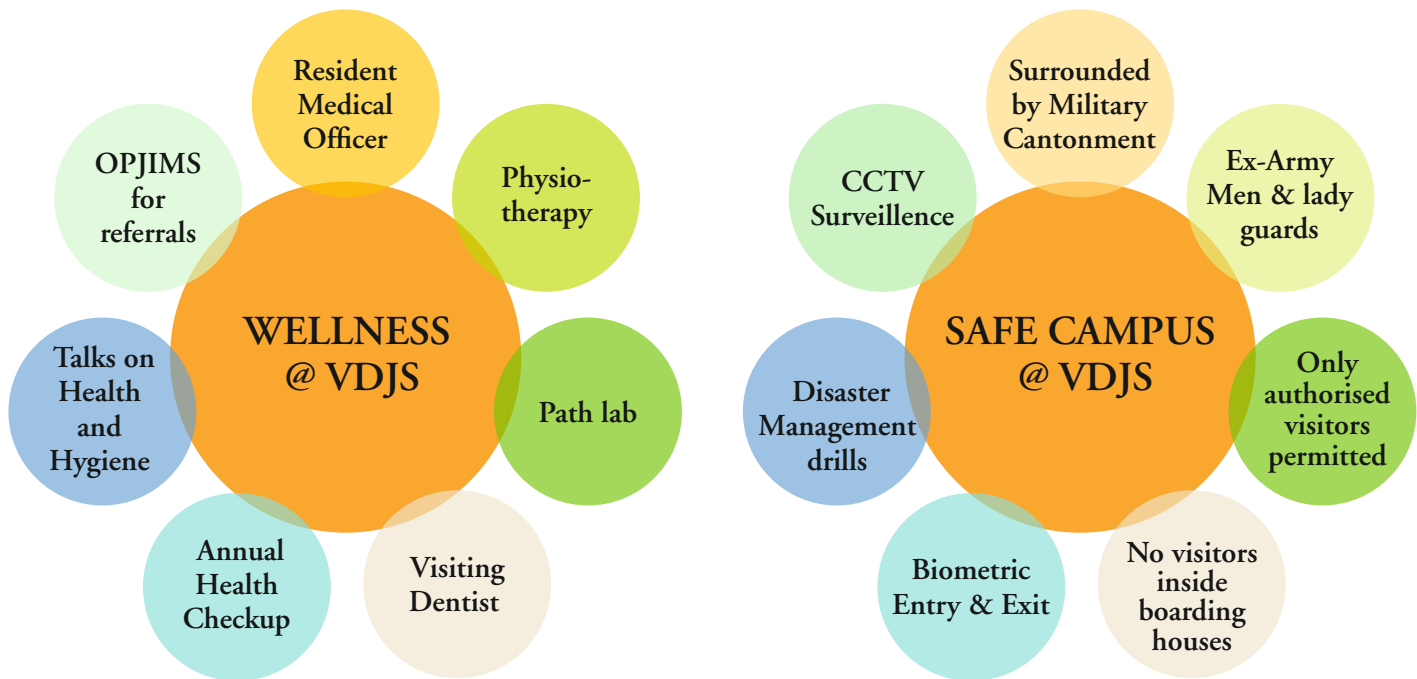 Resident
Medical
Officer
Physio-
therapy
Path lab
Visiting
Dentist
Annual
Health
Checkup
Talks on
Health
and
Hygiene
OPJIMS
for
referrals
WELLNESS
@ VDJS
Surrounded
by Military
Cantonment
Ex-Army
Men & lady
guards
Only
authorised
visitors
permitted
No visitors
inside
boarding
houses
Biometric
Entry & Exit
Disaster
Management
drills
CCTV
Surveillence
SAFE CAMPUS
@ VDJS